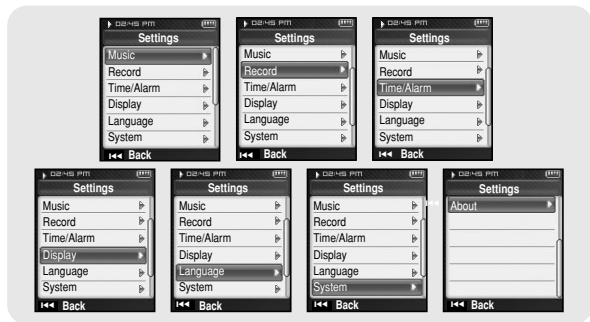 02:45 PM
Settings
Music
Record
Time/Alarm
Display
Language
System
Back
02:45 PM
Settings
Music
Record
Time/Alarm
Display
Language
System
Back
02:45 PM
Settings
Music
Record
Time/Alarm
Display
Language
System
Back
02:45 PM
Settings
Music
Record
Time/Alarm
Display
Language
System
Back
02:45 PM
Settings
Music
Record
Time/Alarm
Display
Language
System
Back
02:45 PM
Settings
Music
Record
Time/Alarm
Display
Language
System
Back
02:45 PM
Settings
About
Back